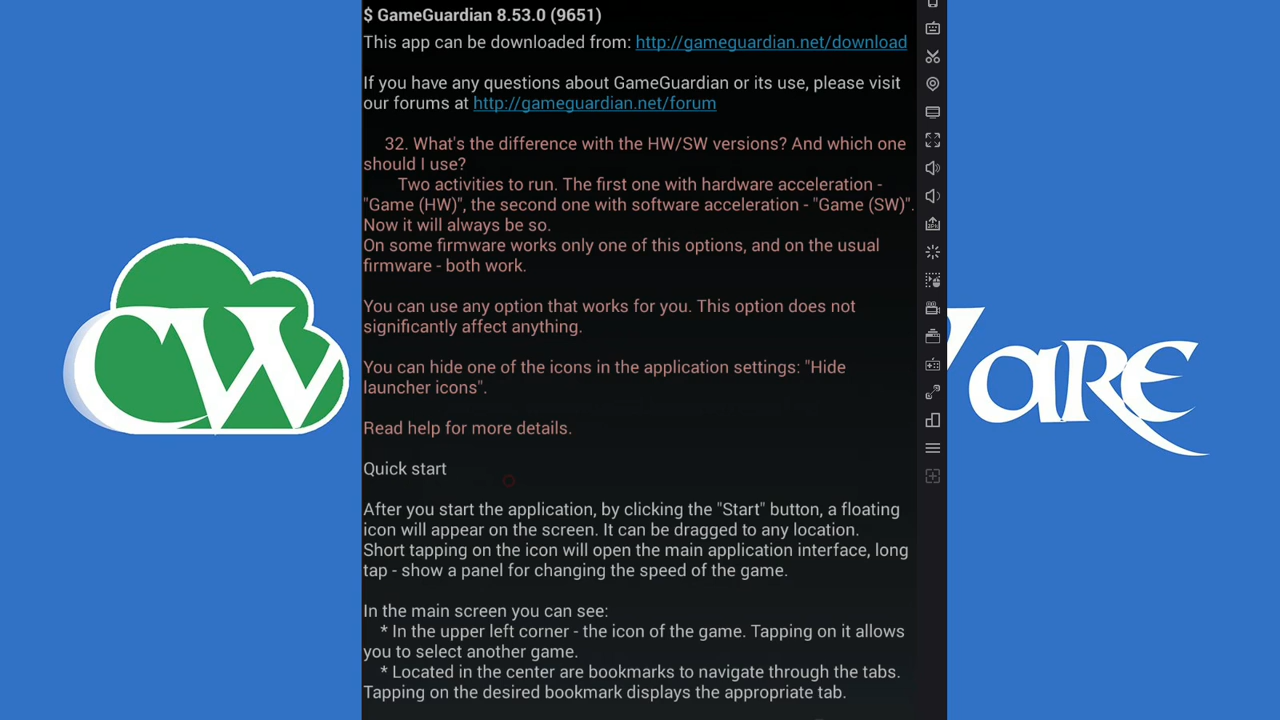 $ GameGuardian 8.53.0 (9651)
This app can be downloaded from: http://gameguardian.net/download
If you have any questions about GameGuardian or its use, please visit
our forums at http://gameguardian.net/forum
32. What's the difference with the HW/SW versions? And which one
should I use?
Two activities to run. The first one with hardware acceleration -
"Game (HW)", the second one with software acceleration - "Game (SW)".
Now it will always be so.
On some firmware works only one of this options, and on the usual
firmware - both work.
You can use any option that works for you. This option does not
significantly affect anything.
You can hide one of the icons in the application settings: "Hide
launcher icons".
Read help for more details.
Quick start
After you start the application, by clicking the "Start" button, a floating
icon will appear on the screen. It can be dragged to any location.
Short tapping on the icon will open the main application interface, long
tap - show a panel for changing the speed of the game.
In the main screen you can see:
* In the upper left corner - the icon of the game. Tapping on it allows
you to select another game.
* Located in the center are bookmarks to navigate through the tabs.
Tapping on the desired bookmark displays the appropriate tab.
CW
aRE